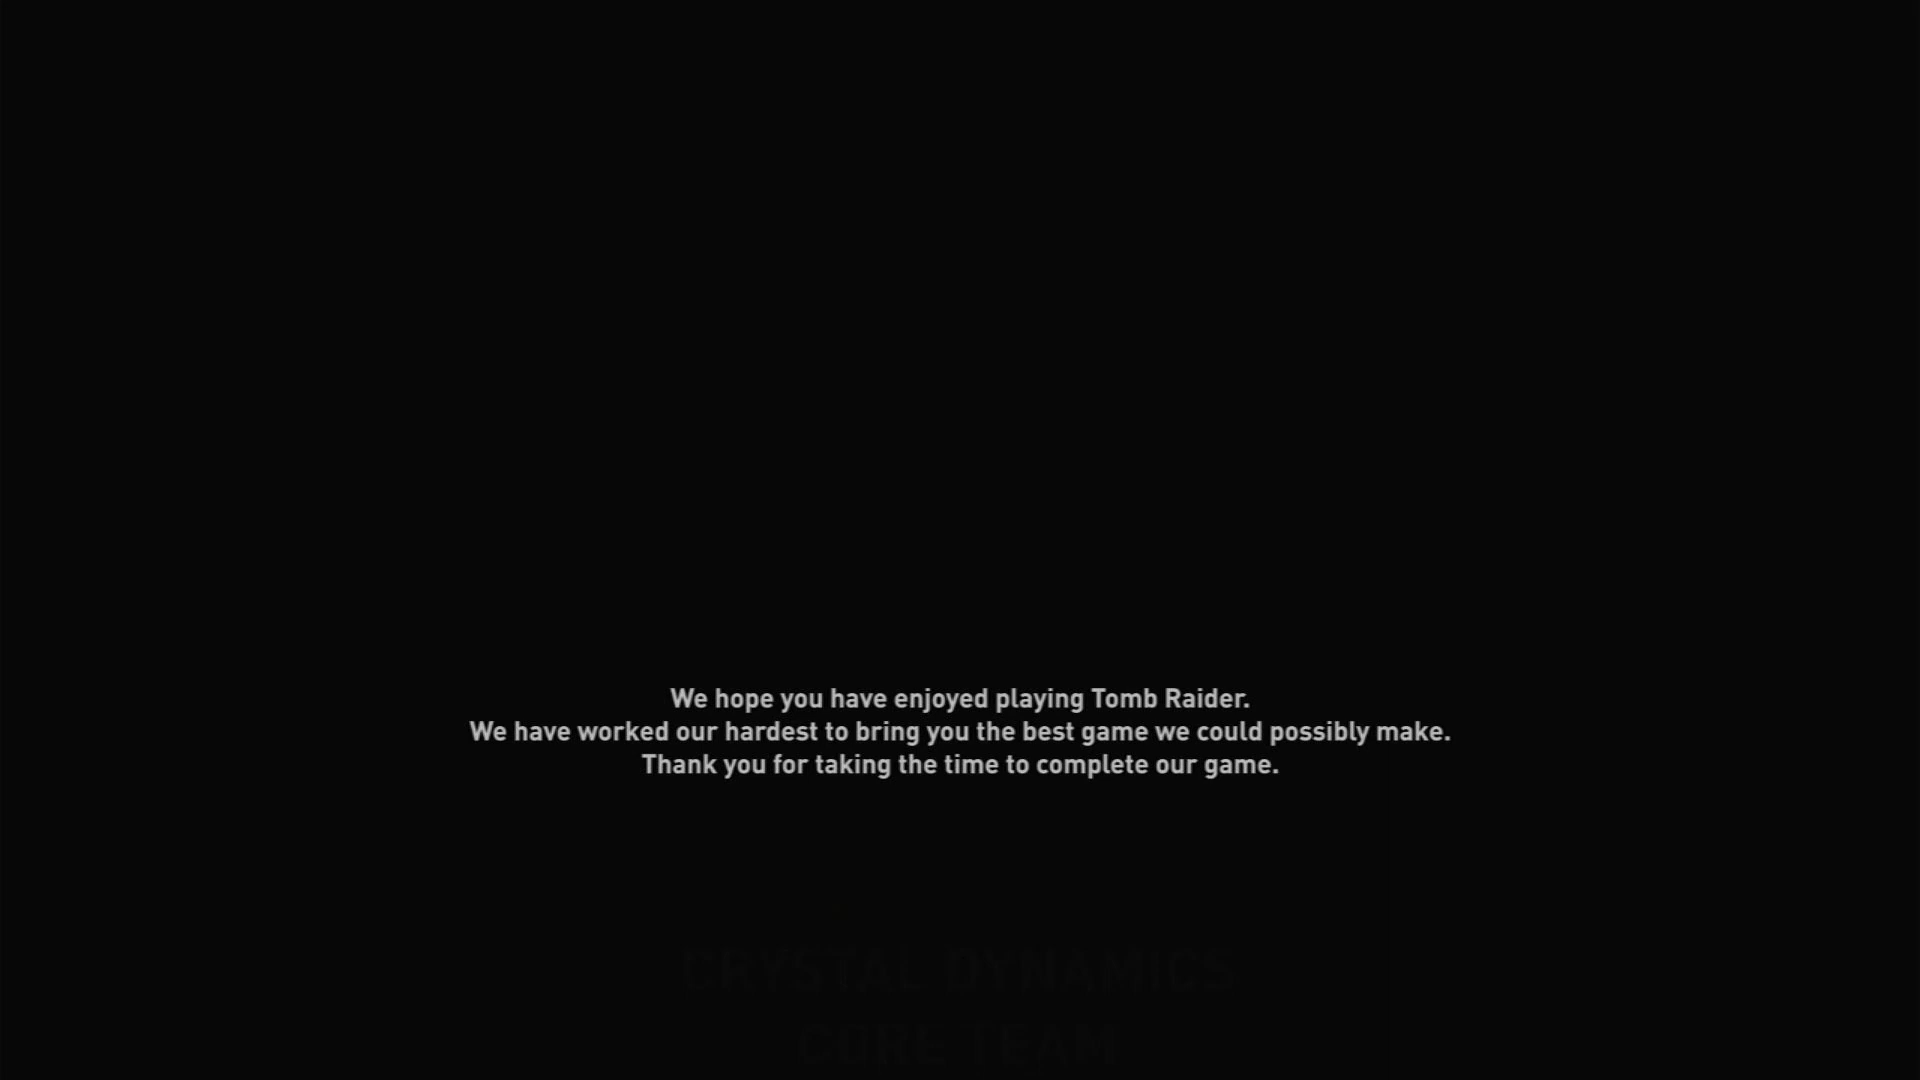 We hope you have enjoyed playing Tomb Raider.
We have worked our hardest to bring you the best game we could possibly make.
Thank you for taking the time to complete our game.
CRYSTAL DYNAMICS
CORE TEAM